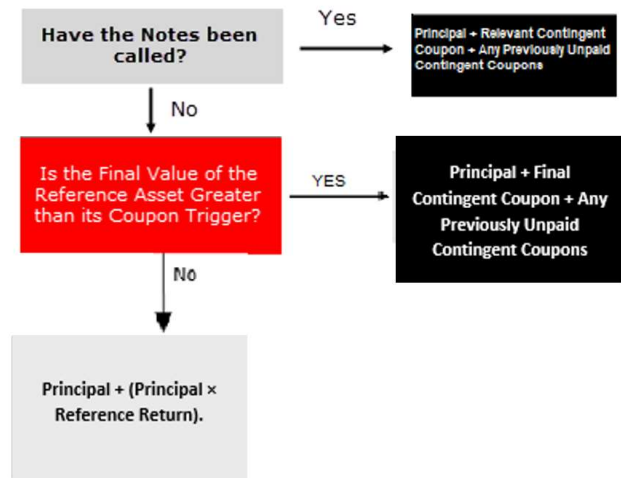 Have the Notes been
called?
Yes
Principal + Relevant Contingent
Coupon + Any Previously Unpaid
Contingent Coupons
No
Is the Final Value of the
Reference Asset Greater
than its Coupon Trigger?
YES
Principal + Final
Contingent Coupon + Any
Previously Unpaid
Contingent Coupons
No
Principal + (Principal ×
Reference Return).